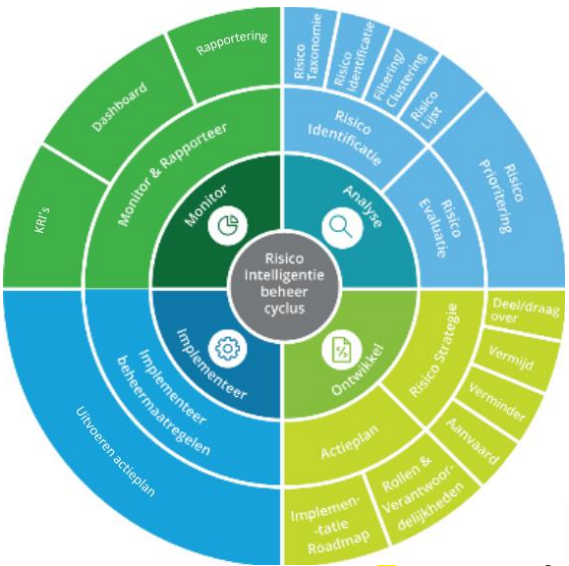 Rapportering
Dashboard
KRI's
Monitor & Rapporteer
Monitor
Risico
Taxonomie
Risico
Identificatie
Filtering/
Clustering
Risico
Lijst
Risico
Prioritering
Risico
Identificatie
Risico
Evaluatie
Analyse
Risico
Intelligentie
beheer
cyclus
Deel/draag
over
Vermijd
Verminder
Aanvaard
Risico Strategie
Ontwikkel
Actieplan
Rollen &
Verantwoor-
delijkheden
Implemen-
-tatie
Roadmap
Implementeer
Implementeer
beheermaatregelen
Uitvoeren actieplan